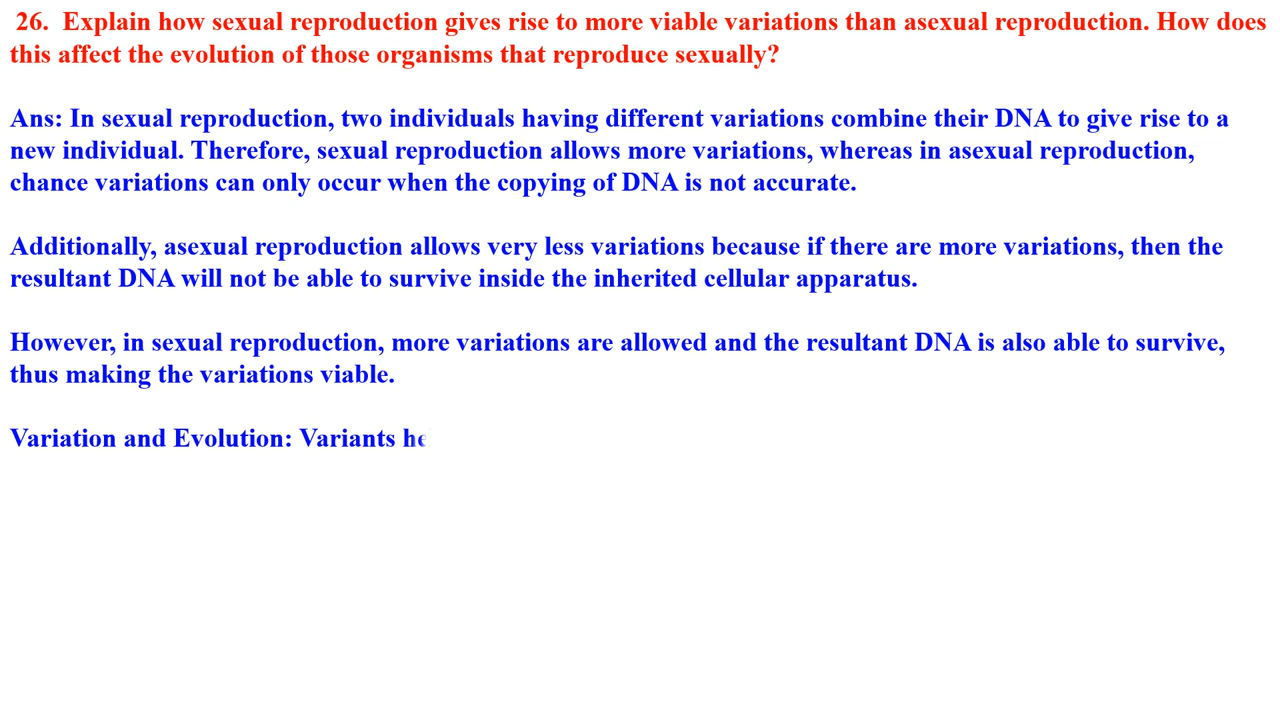 26. Explain how sexual reproduction gives rise to more viable variations than asexual reproduction. How does
this affect the evolution of those organisms that reproduce sexually?
Ans: In sexual reproduction, two individuals having different variations combine their DNA to give rise to a
new individual. Therefore, sexual reproduction allows more variations, whereas in asexual reproduction,
chance variations can only occur when the copying of DNA is not accurate.
Additionally, asexual reproduction allows very less variations because if there are more variations, then the
resultant DNA will not be able to survive inside the inherited cellular apparatus.
However, in sexual reproduction, more variations are allowed and the resultant DNA is also able to survive,
thus making the variations viable.
Variation and Evolution: Variants he